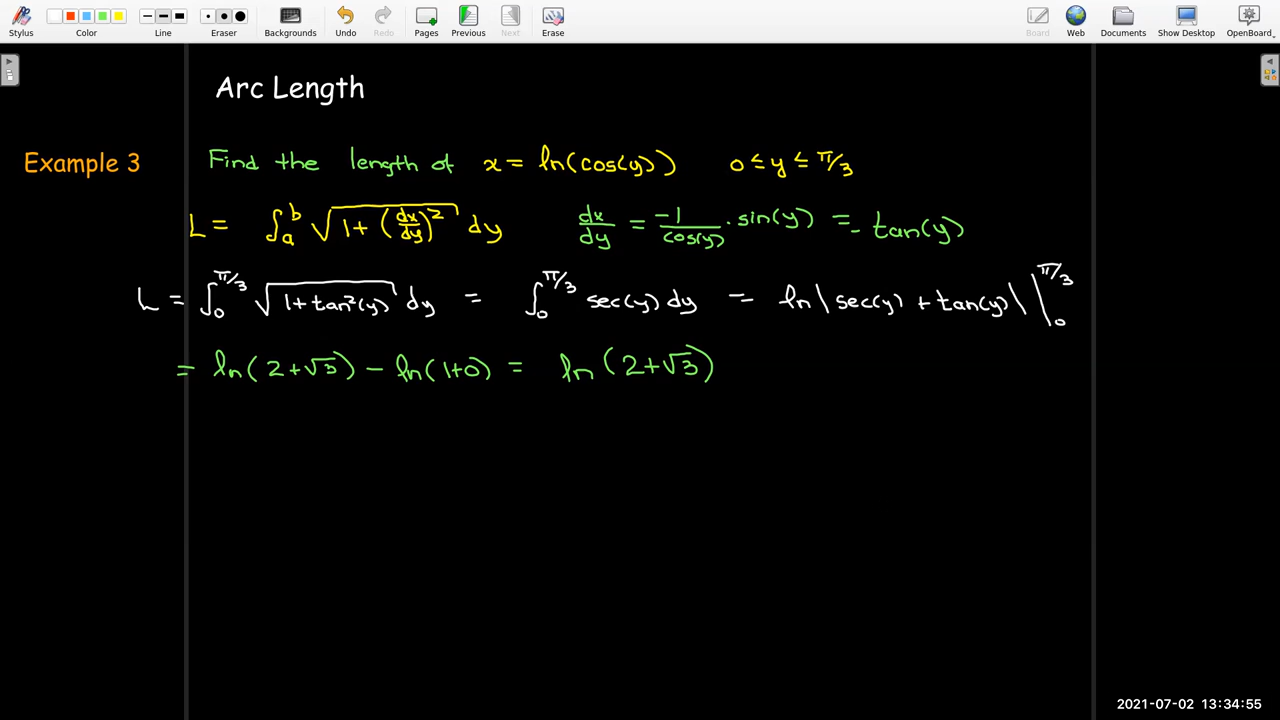 Stylus Color Line Eraser Backgrounds Undo Redo Pages Previous Next Erase Board Web Documents Show Desktop OpenBoard
Arc Length
Example 3 Find the length of x = ln(cos(y)) 0 ≤ y ≤ π/3
L = ∫_a^b √(1+(dx/dy)²) dy dx/dy = -1/cos(y) · sin(y) = - tan(y)
L = ∫_0^{π/3} √(1+tan²(y)) dy = ∫_0^{π/3} sec(y) dy = ln|sec(y) + tan(y)| |_0^{π/3}
= ln(2+√3) - ln(1+0) = ln(2+√3)
2021-07-02 13:34:55